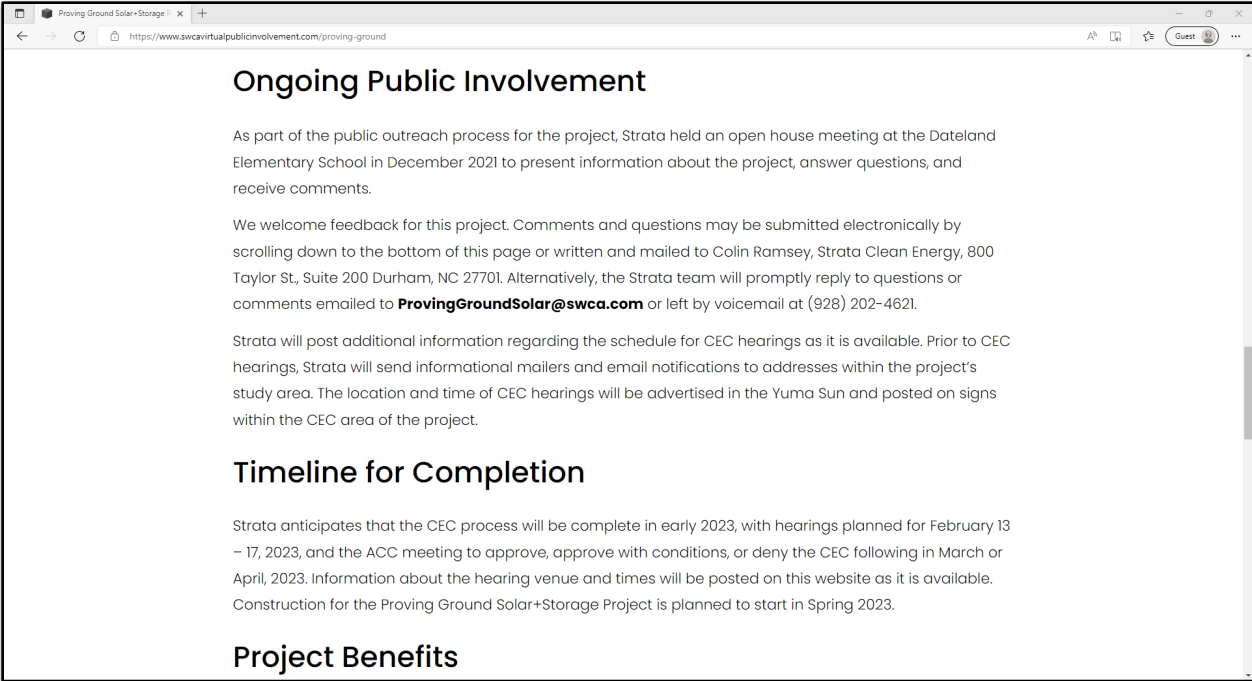 Proving Ground Solar+Storage P
https://www.swcavirtualpublicinvolvement.com/proving-ground
Guest
Ongoing Public Involvement
As part of the public outreach process for the project, Strata held an open house meeting at the Dateland
Elementary School in December 2021 to present information about the project, answer questions, and
receive comments.
We welcome feedback for this project. Comments and questions may be submitted electronically by
scrolling down to the bottom of this page or written and mailed to Colin Ramsey, Strata Clean Energy, 800
Taylor St., Suite 200 Durham, NC 27701. Alternatively, the Strata team will promptly reply to questions or
comments emailed to ProvingGroundSolar@swca.com or left by voicemail at (928) 202-4621.
Strata will post additional information regarding the schedule for CEC hearings as it is available. Prior to CEC
hearings, Strata will send informational mailers and email notifications to addresses within the project’s
study area. The location and time of CEC hearings will be advertised in the Yuma Sun and posted on signs
within the CEC area of the project.
Timeline for Completion
Strata anticipates that the CEC process will be complete in early 2023, with hearings planned for February 13
– 17, 2023, and the ACC meeting to approve, approve with conditions, or deny the CEC following in March or
April, 2023. Information about the hearing venue and times will be posted on this website as it is available.
Construction for the Proving Ground Solar+Storage Project is planned to start in Spring 2023.
Project Benefits